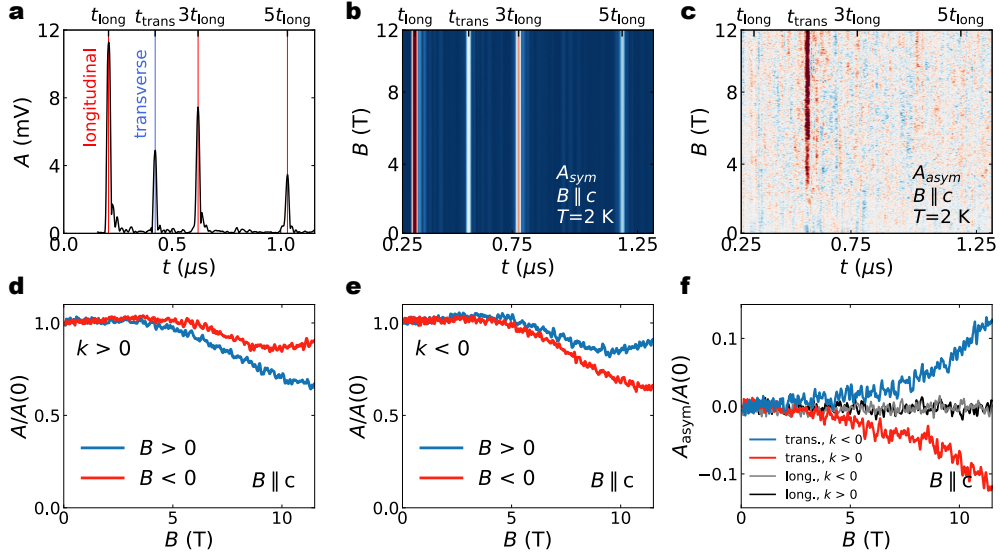 a
t_long t_trans 3t_long 5t_long
12
8
4
0
A (mV)
longitudinal
transverse
0.0 0.5 1.0
t (μs)
b
t_long t_trans 3t_long 5t_long
12
8
4
0
B (T)
A_sym
B ∥ c
T=2 K
0.25 0.75 1.25
t (μs)
c
t_long t_trans 3t_long 5t_long
12
8
4
0
B (T)
A_asym
B ∥ c
T=2 K
0.25 0.75 1.25
t (μs)
d
1.0
0.5
0.0
A/A(0)
k > 0
B > 0
B < 0
B ∥ c
0 5 10
B (T)
e
1.0
0.5
0.0
A/A(0)
k < 0
B > 0
B < 0
B ∥ c
0 5 10
B (T)
f
0.1
0.0
−0.1
A_asym/A(0)
trans., k < 0
trans., k > 0
long., k < 0
long., k > 0
B ∥ c
0 5 10
B (T)